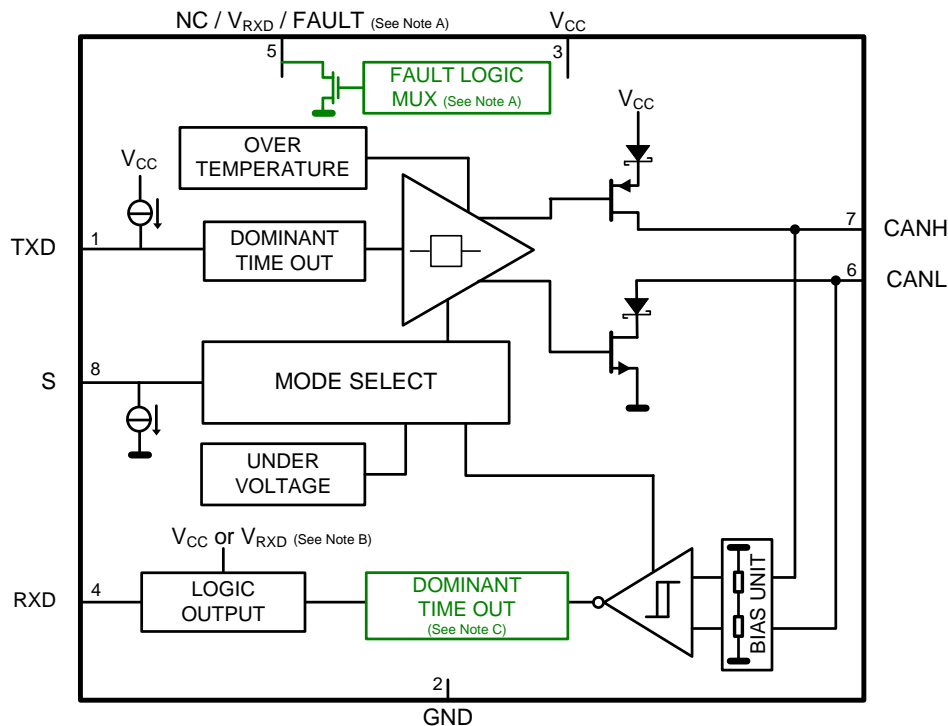 NC / VRXD / FAULT (See Note A)
VCC
5
3
FAULT LOGIC
MUX (See Note A)
VCC
OVER
TEMPERATURE
VCC
7
CANH
TXD
1
DOMINANT
TIME OUT
6
CANL
S
8
MODE SELECT
UNDER
VOLTAGE
VCC or VRXD (See Note B)
RXD
4
LOGIC
OUTPUT
DOMINANT
TIME OUT
(See Note C)
BIAS UNIT
2
GND